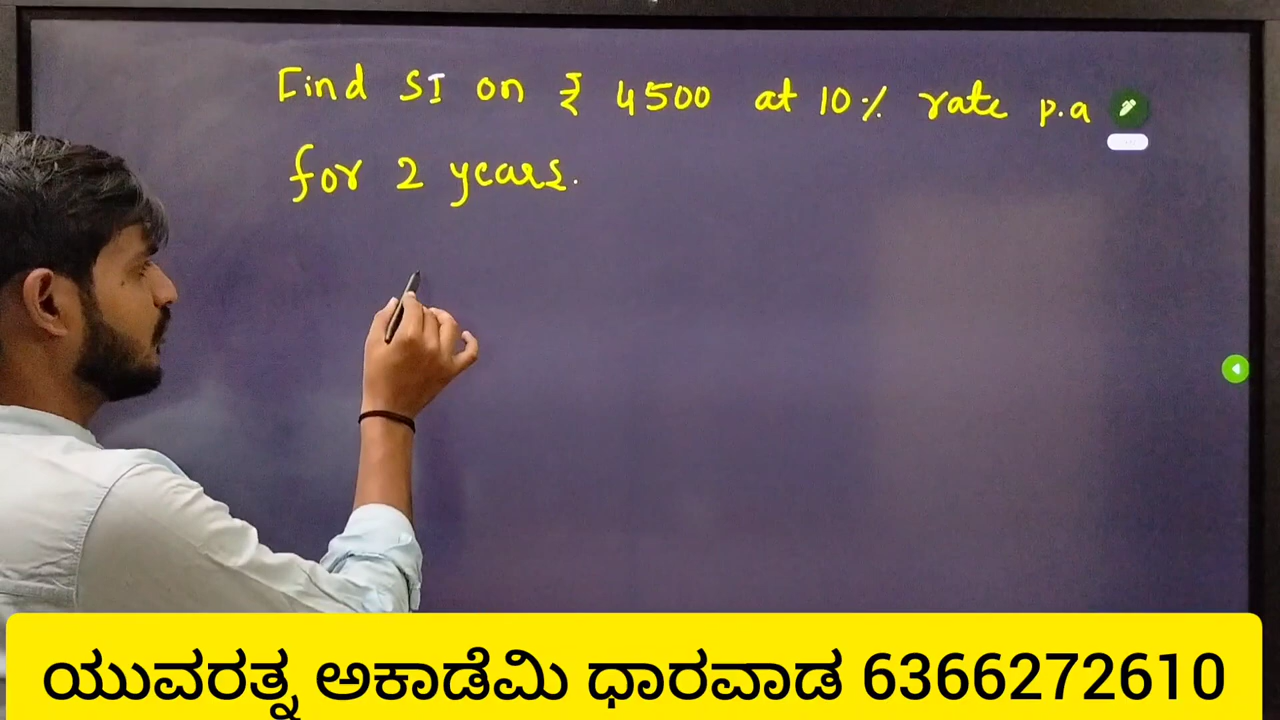 Find SI on ₹ 4500 at 10% rate p.a
for 2 years.
ಯುವರತ್ನ ಅಕಾಡೆಮಿ ಧಾರವಾಡ 6366272610